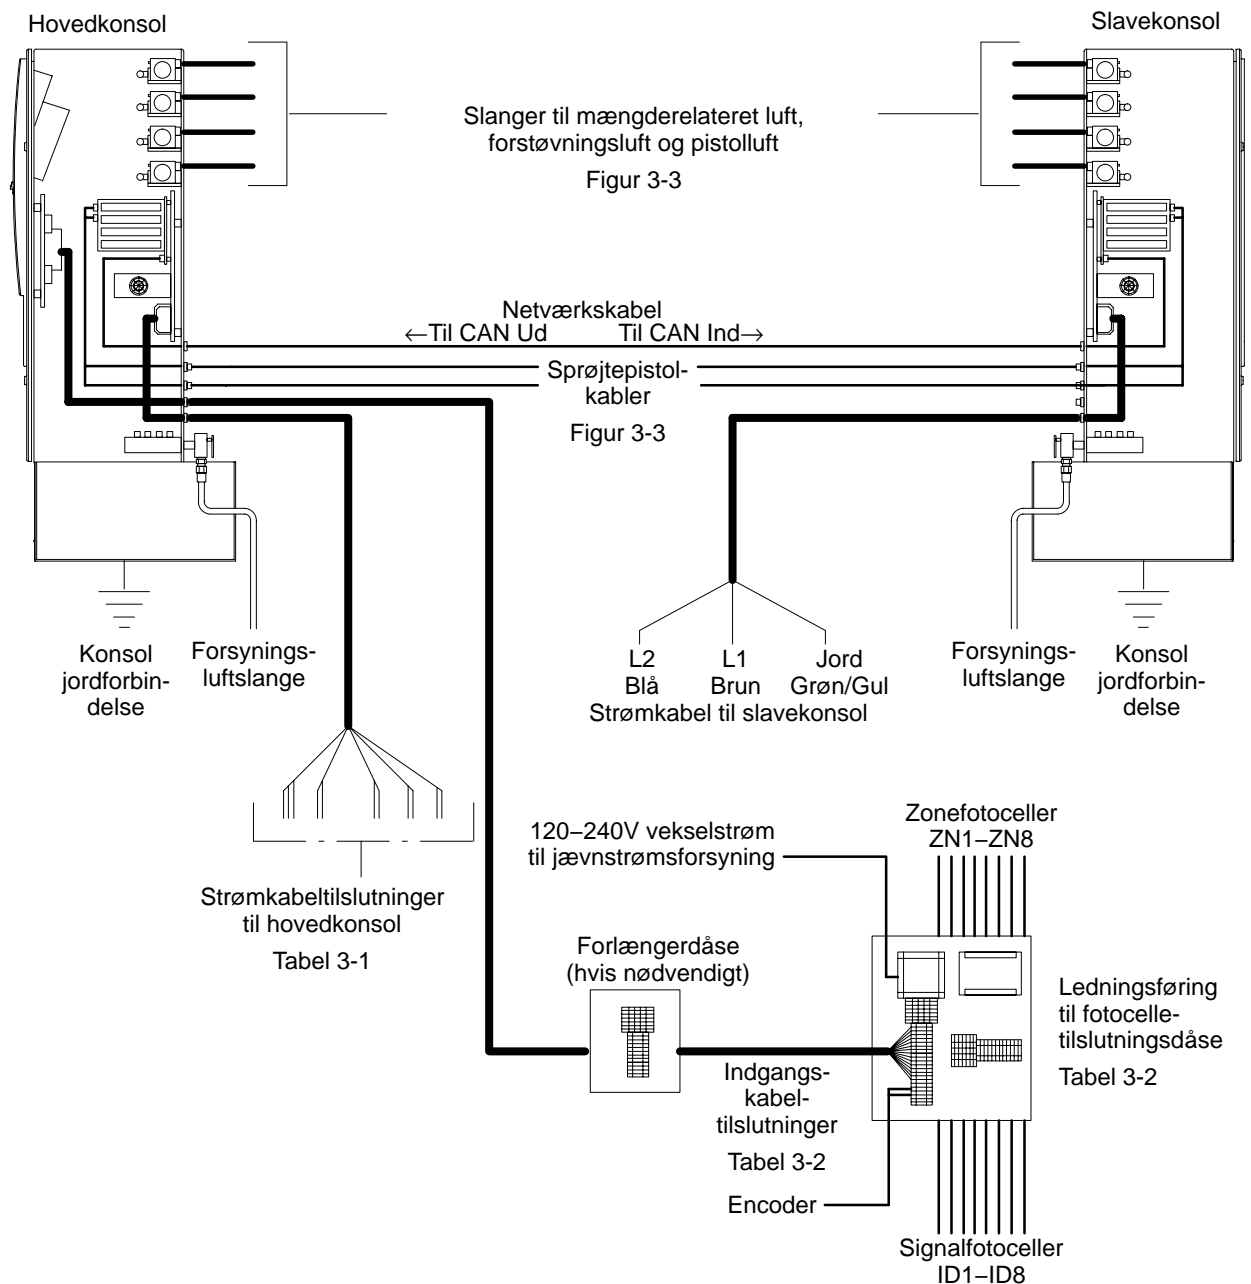 Hovedkonsol
Slavekonsol
Slanger til mængderelateret luft,
forstøvningsluft og pistolluft
Figur 3-3
Netværkskabel
←Til CAN Ud
Til CAN Ind→
Sprøjtepistol-
kabler
Figur 3-3
Konsol
jordforbin-
delse
Forsynings-
luftslange
L2
Blå
L1
Brun
Jord
Grøn/Gul
Strømkabel til slavekonsol
Forsynings-
luftslange
Konsol
jordforbin-
delse
Strømkabeltilslutninger
til hovedkonsol
Tabel 3-1
120–240V vekselstrøm
til jævnstrømsforsyning
Zonefotoceller
ZN1–ZN8
Forlængerdåse
(hvis nødvendigt)
Ledningsføring
til fotocelle-
tilslutningsdåse
Tabel 3-2
Indgangs-
kabel-
tilslutninger
Tabel 3-2
Encoder
Signalfotoceller
ID1–ID8